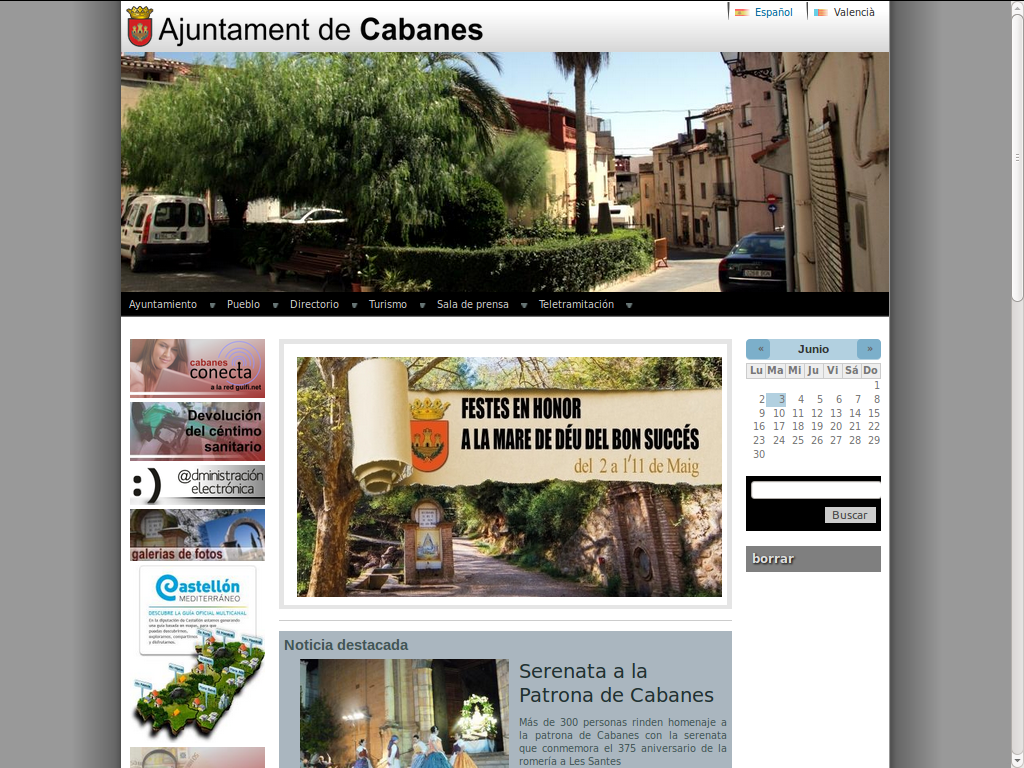 Ajuntament de Cabanes
Español
Valencià
Ayuntamiento
Pueblo
Directorio
Turismo
Sala de prensa
Teletramitación
cabanes
conecta
a la red guifi.net
Devolución
del céntimo
sanitario
:) @dministración
electrónica
galerias de fotos
Castellón
MEDITERRÁNEO
DESCUBRE LA GUÍA OFICIAL MULTICANAL
FESTES EN HONOR
A LA MARE DE DÉU DEL BON SUCCÉS
del 2 a l'11 de Maig
Noticia destacada
Serenata a la
Patrona de Cabanes
Más de 300 personas rinden homenaje a
la patrona de Cabanes con la serenata
que conmemora el 375 aniversario de la
romería a Les Santes
« Junio »
Lu Ma Mi Ju Vi Sá Do
1
2 3 4 5 6 7 8
9 10 11 12 13 14 15
16 17 18 19 20 21 22
23 24 25 26 27 28 29
30
Buscar
borrar